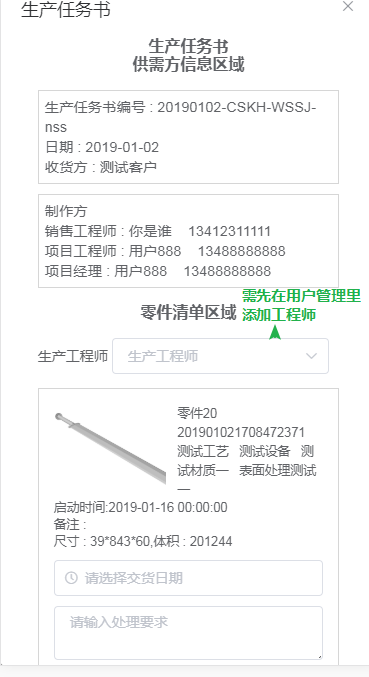 生产任务书
生产任务书
供需方信息区域
生产任务书编号 : 20190102-CSKH-WSSJ-
nss
日期 : 2019-01-02
收货方 : 测试客户
制作方
销售工程师 : 你是谁 13412311111
项目工程师 : 用户888 13488888888
项目经理 : 用户888 13488888888
零件清单区域
需先在用户管理里
添加工程师
生产工程师 生产工程师
零件20
201901021708472371
测试工艺 测试设备 测
试材质一 表面处理测试
一
启动时间:2019-01-16 00:00:00
备注 :
尺寸 : 39*843*60,体积 : 201244
请选择交货日期
请输入处理要求